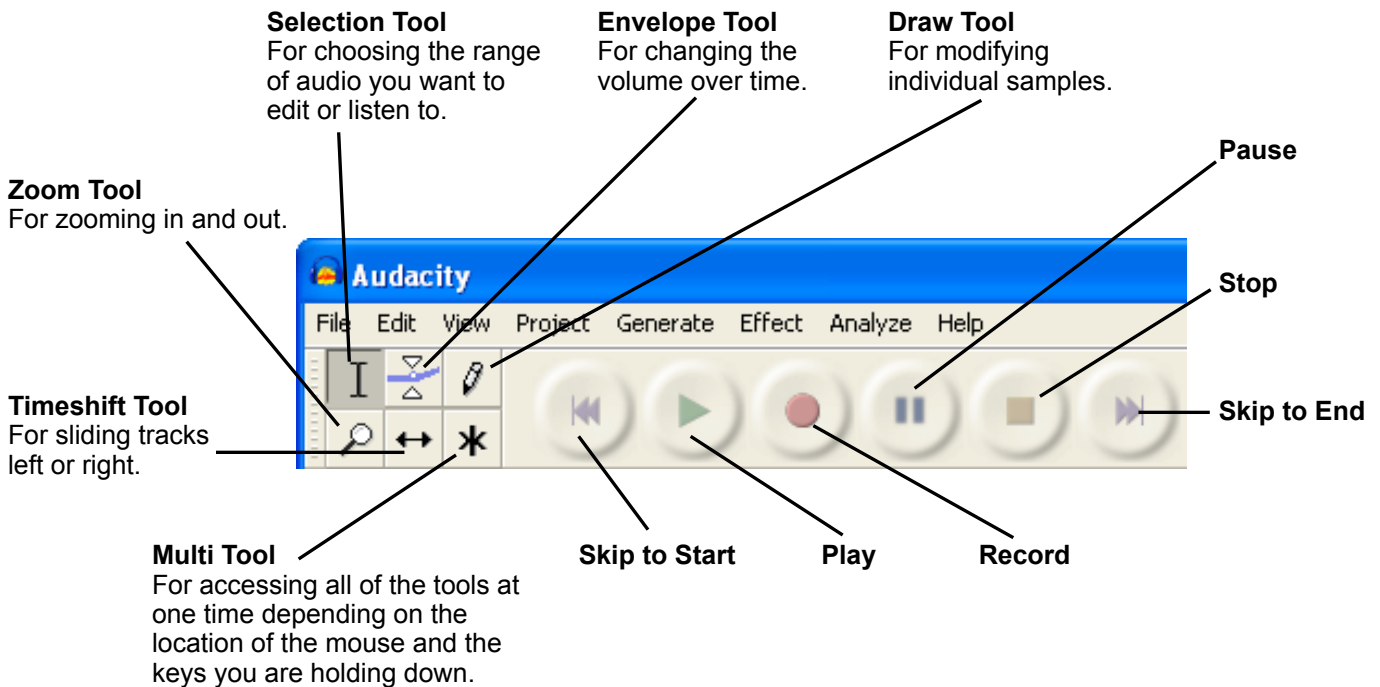 Selection Tool
For choosing the range
of audio you want to
edit or listen to.
Envelope Tool
For changing the
volume over time.
Draw Tool
For modifying
individual samples.
Pause
Zoom Tool
For zooming in and out.
Audacity
Stop
File Edit View Project Generate Effect Analyze Help
Timeshift Tool
For sliding tracks
left or right.
Skip to End
Multi Tool
For accessing all of the tools at
one time depending on the
location of the mouse and the
keys you are holding down.
Skip to Start
Play
Record